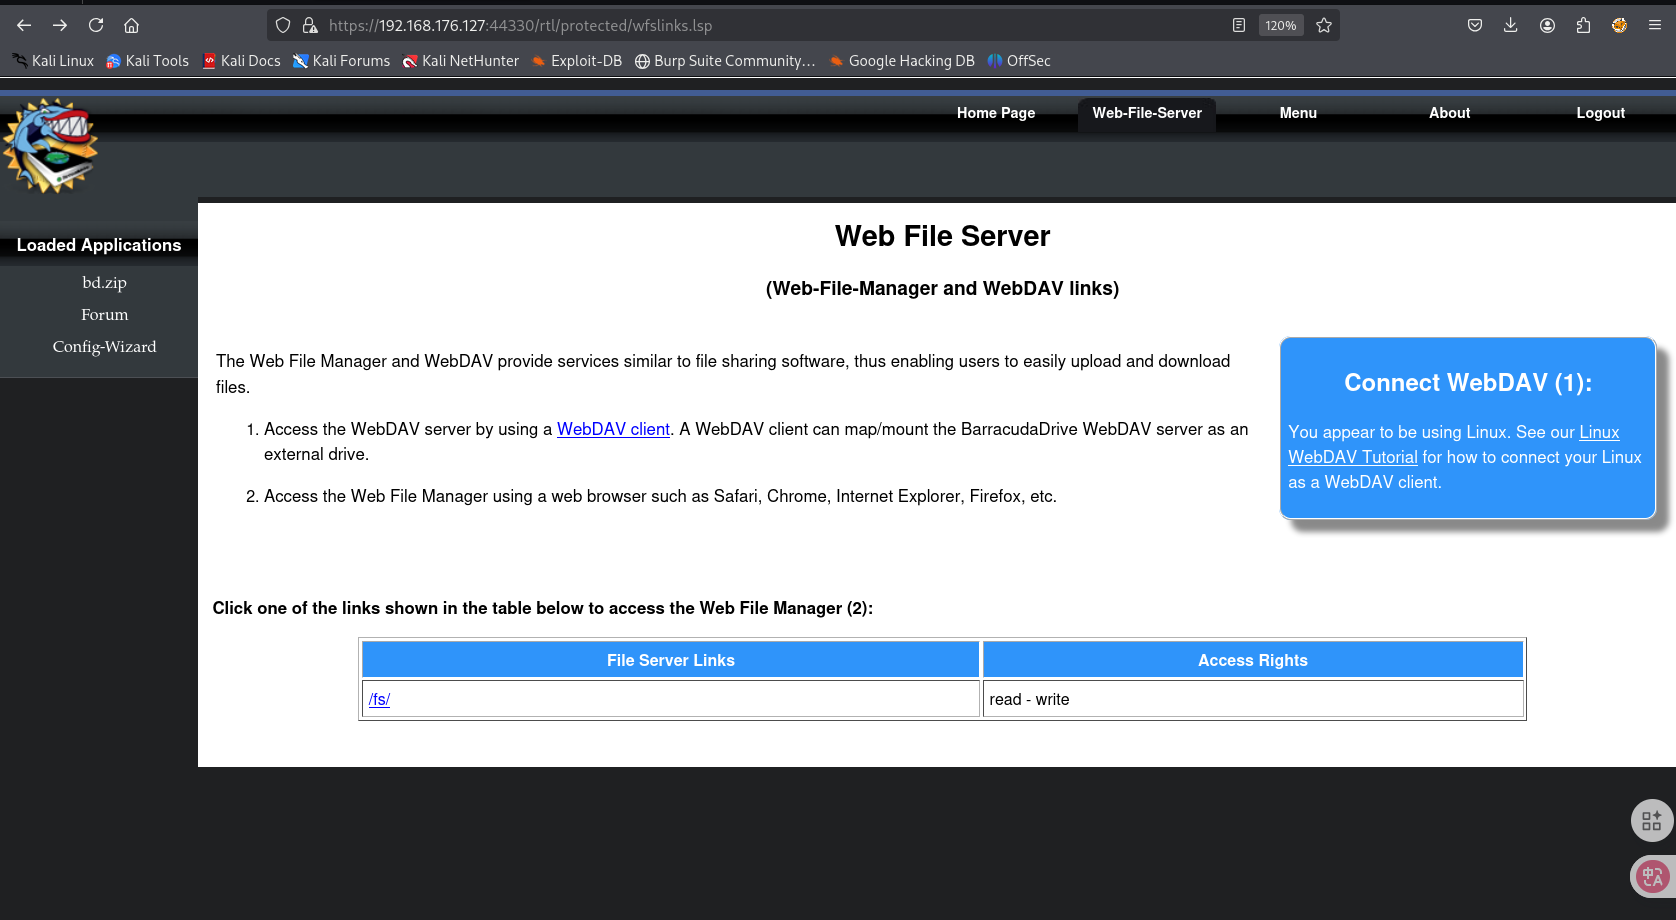 https://192.168.176.127:44330/rtl/protected/wfslinks.lsp
120%
Kali Linux Kali Tools Kali Docs Kali Forums Kali NetHunter Exploit-DB Burp Suite Community... Google Hacking DB OffSec
Home Page Web-File-Server Menu About Logout
Loaded Applications
bd.zip
Forum
Config-Wizard
Web File Server
(Web-File-Manager and WebDAV links)
The Web File Manager and WebDAV provide services similar to file sharing software, thus enabling users to easily upload and download
files.
1. Access the WebDAV server by using a WebDAV client. A WebDAV client can map/mount the BarracudaDrive WebDAV server as an
external drive.
2. Access the Web File Manager using a web browser such as Safari, Chrome, Internet Explorer, Firefox, etc.
Connect WebDAV (1):
You appear to be using Linux. See our Linux
WebDAV Tutorial for how to connect your Linux
as a WebDAV client.
Click one of the links shown in the table below to access the Web File Manager (2):
File Server Links Access Rights
/fs/ read - write
中A